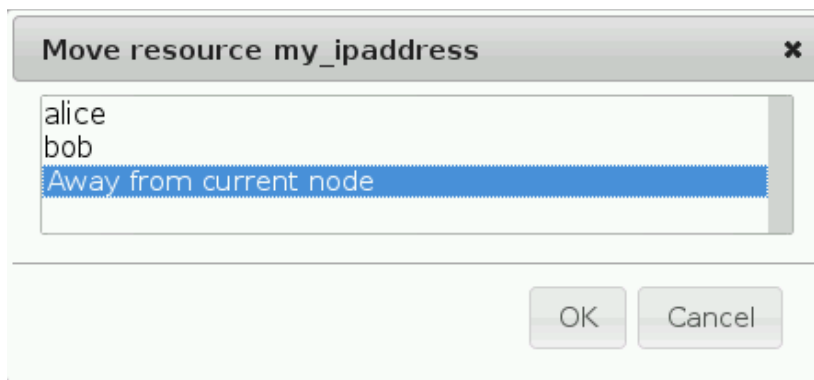 Move resource my_ipaddress
alice
bob
Away from current node
OK Cancel